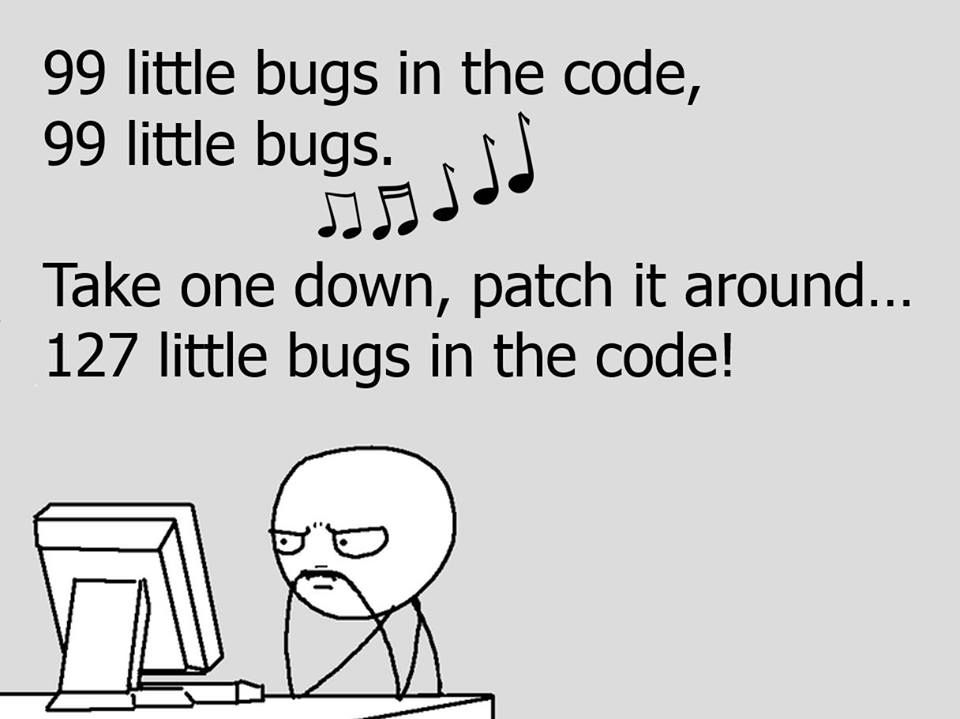 99 little bugs in the code,
99 little bugs.
Take one down, patch it around...
127 little bugs in the code!